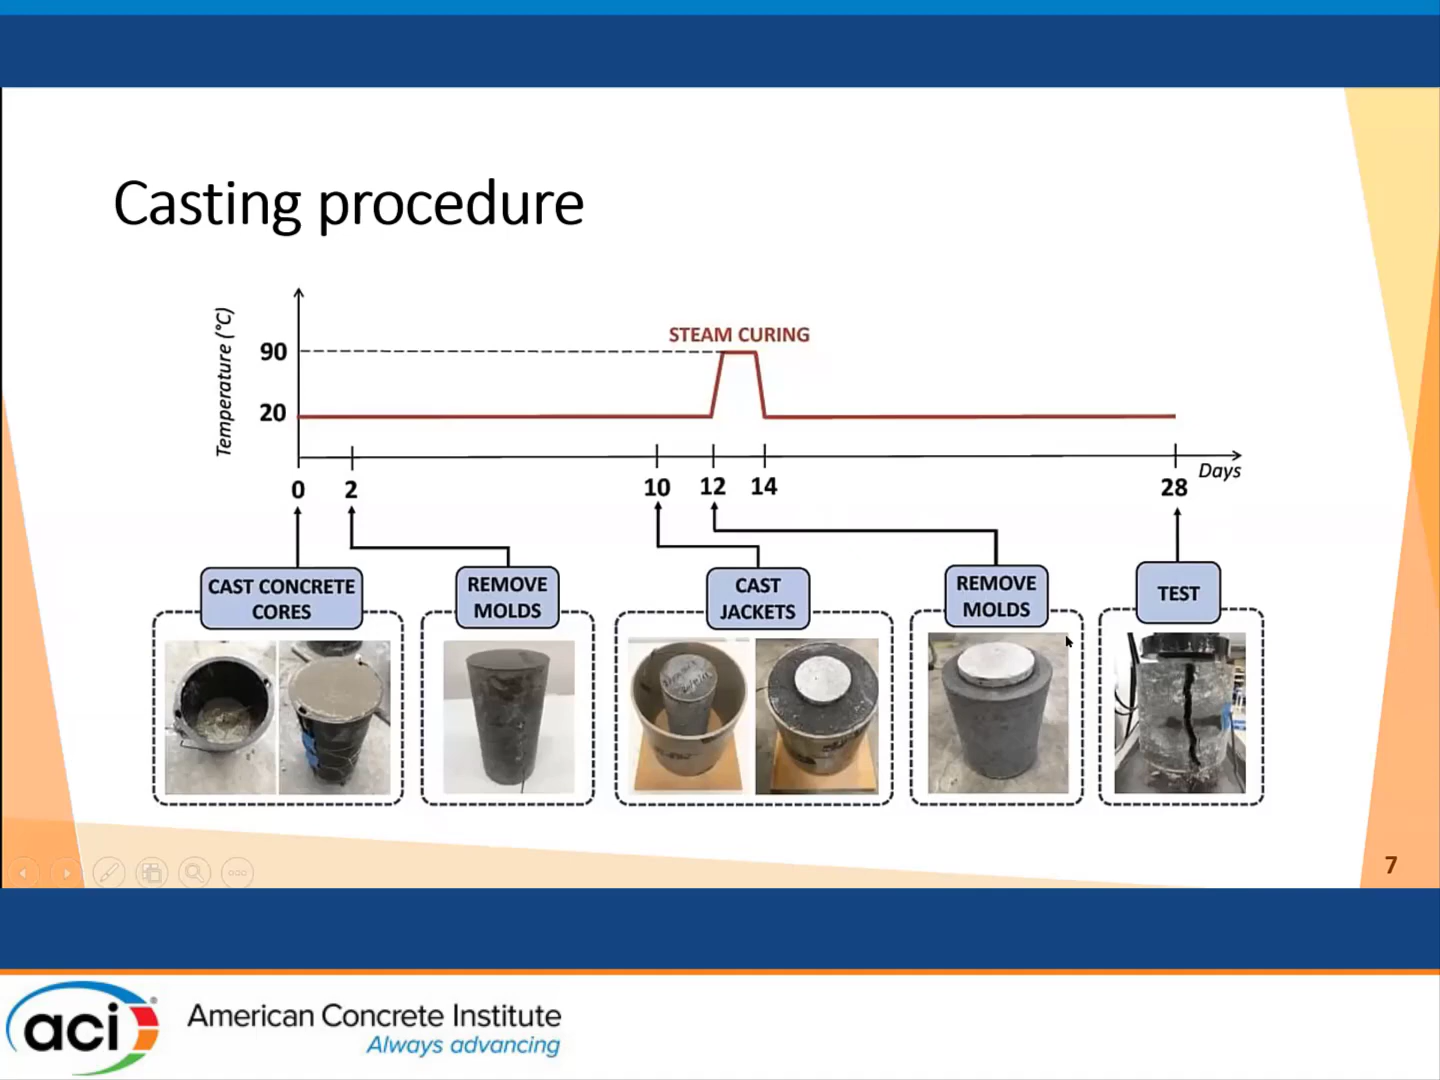 Casting procedure
Temperature (°C)
STEAM CURING
90
20
0
2
10
12
14
28
Days
CAST CONCRETE
CORES
REMOVE
MOLDS
CAST
JACKETS
REMOVE
MOLDS
TEST
7
aci
®
American Concrete Institute
Always advancing